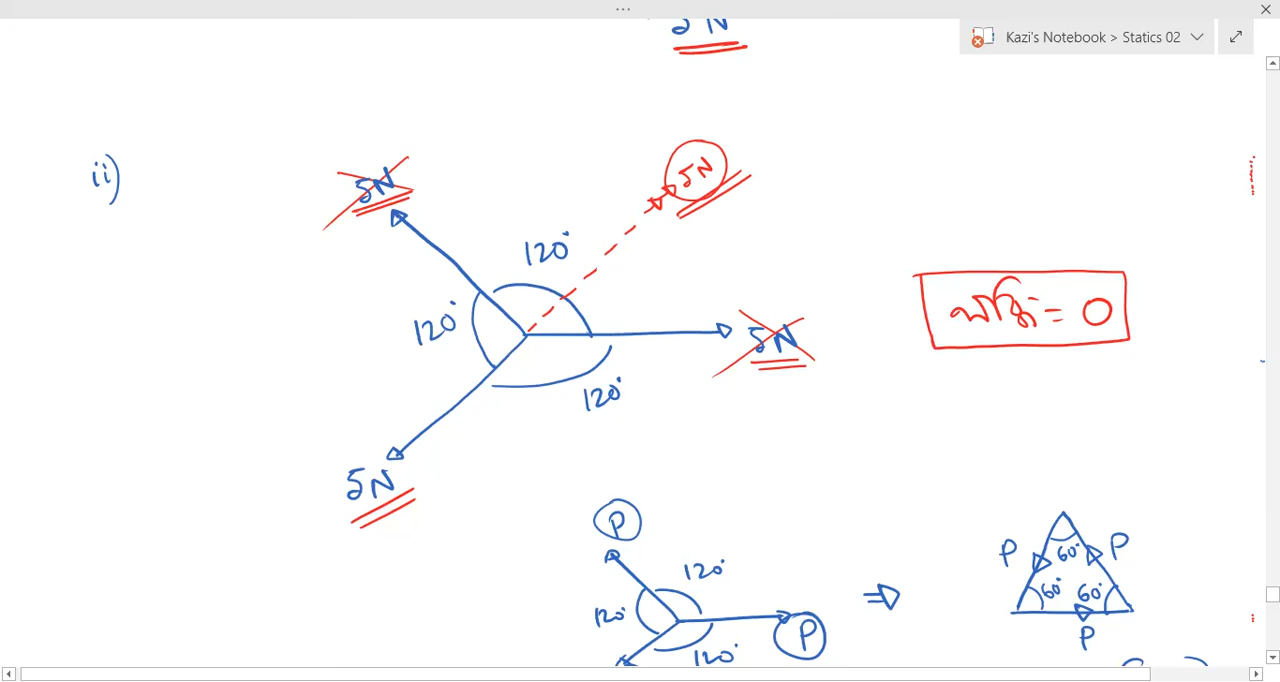 Kazi's Notebook > Statics 02
5N
ii)
5N
5N
120°
120°
5N
120°
5N
= 0
P
120°
120°
P
120°
⇒
P
P
60°
60°
60°
P